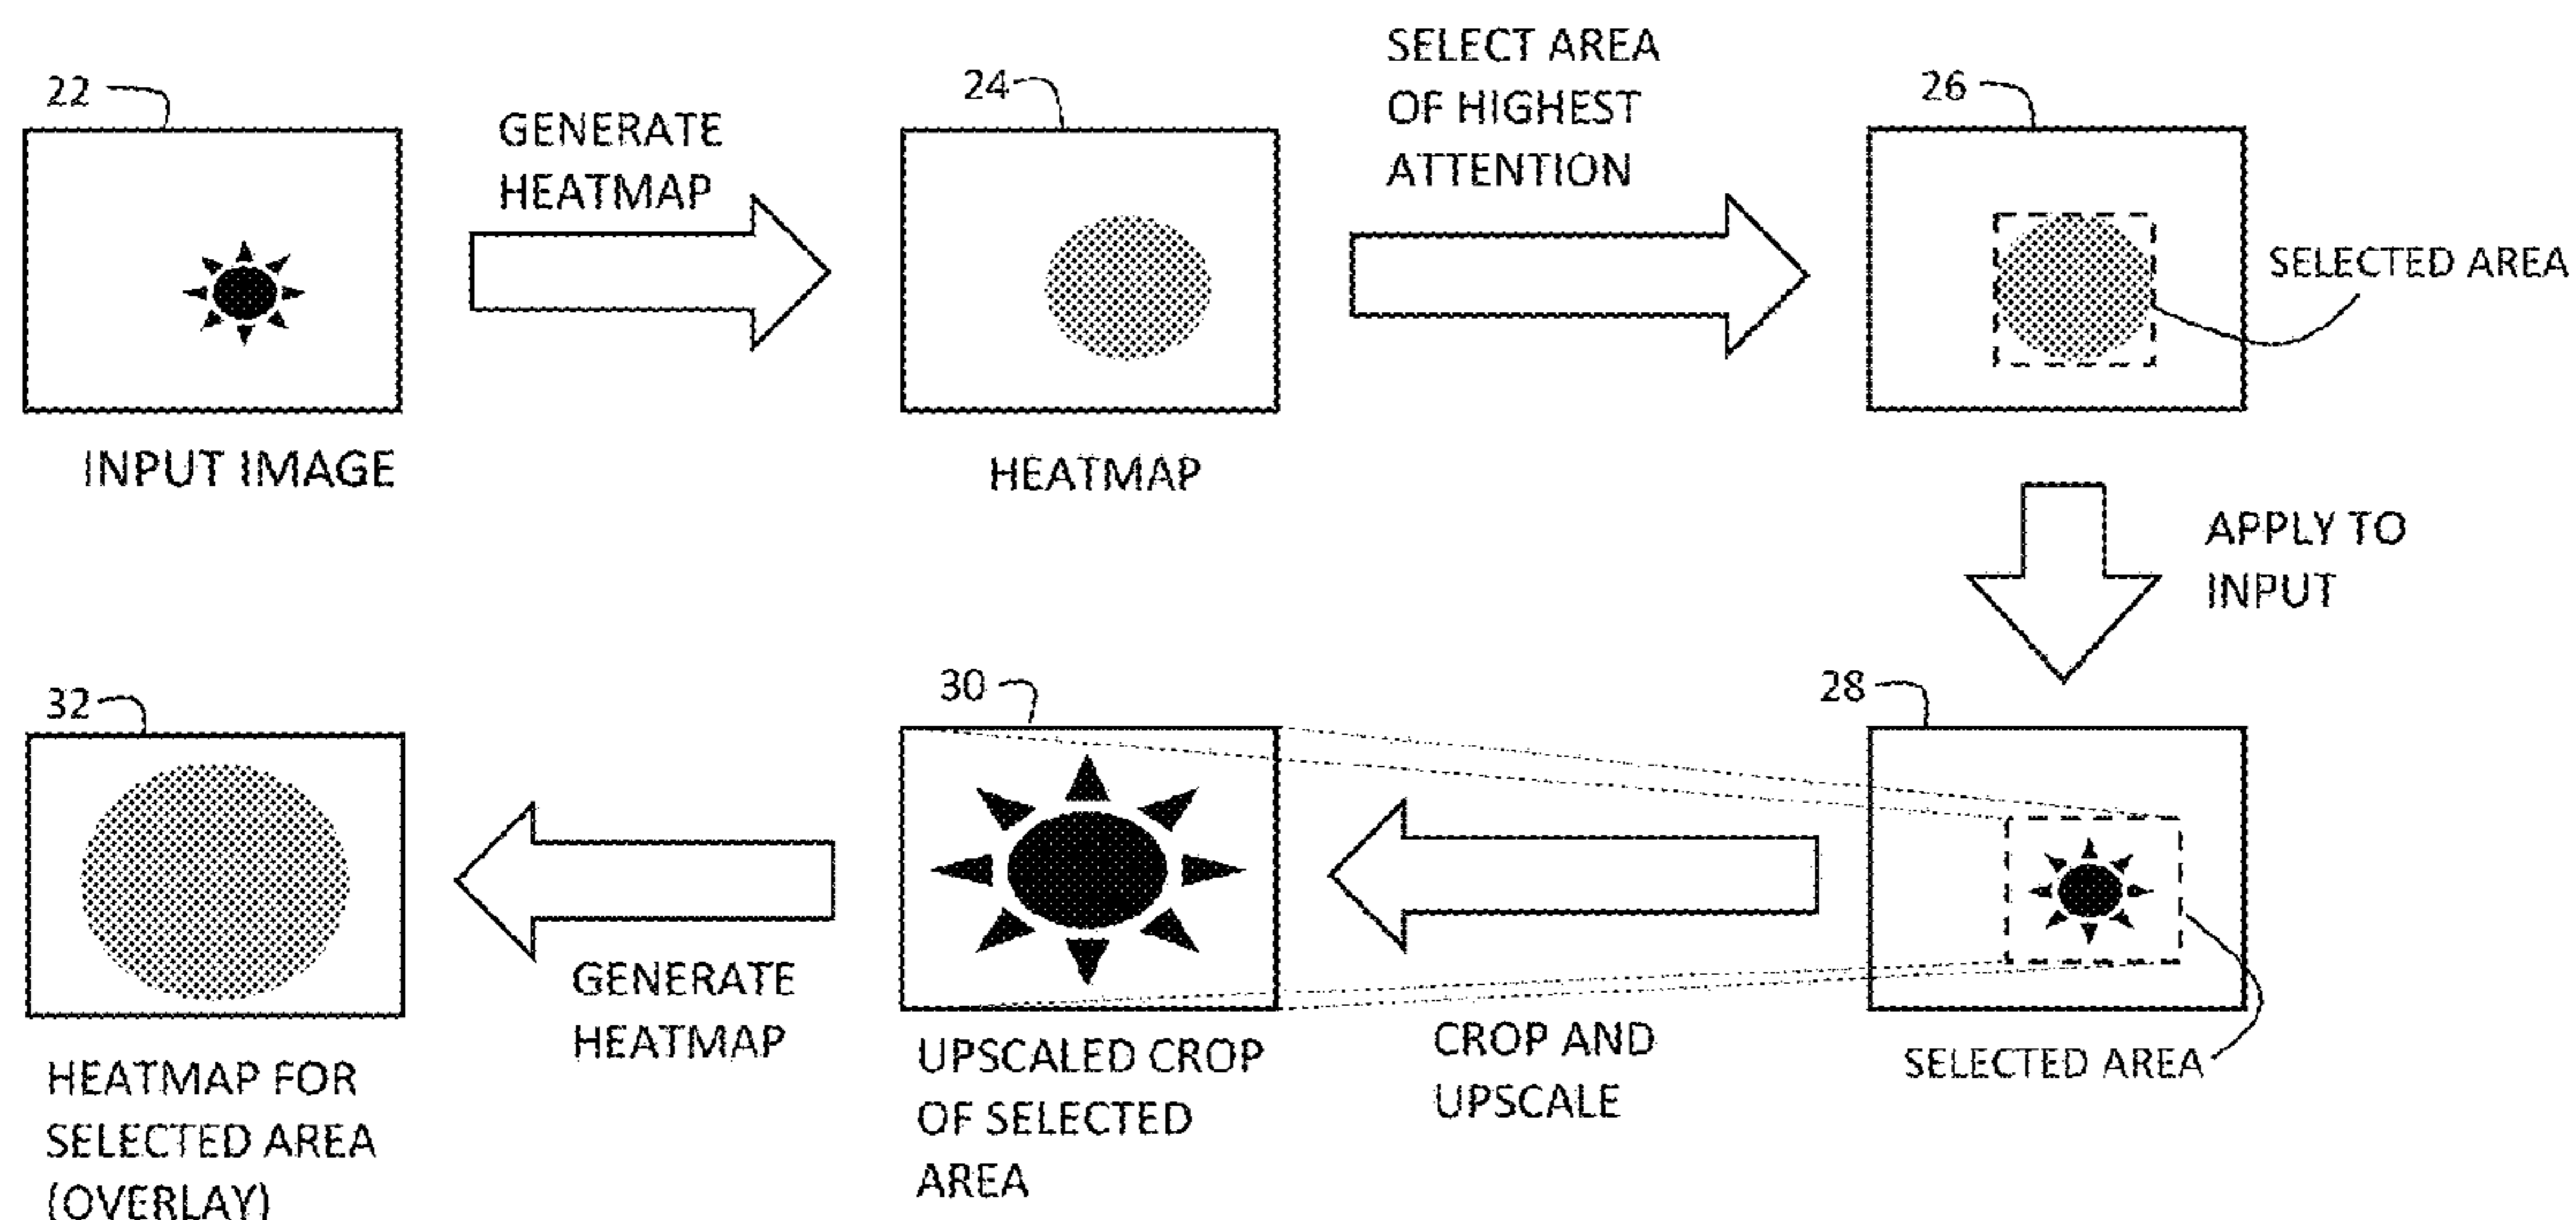 22
GENERATE
HEATMAP
24
SELECT AREA
OF HIGHEST
ATTENTION
26
SELECTED AREA
INPUT IMAGE
HEATMAP
APPLY TO
INPUT
28
SELECTED AREA
CROP AND
UPSCALE
30
UPSCALED CROP
OF SELECTED
AREA
GENERATE
HEATMAP
32
HEATMAP FOR
SELECTED AREA
(OVERLAY)